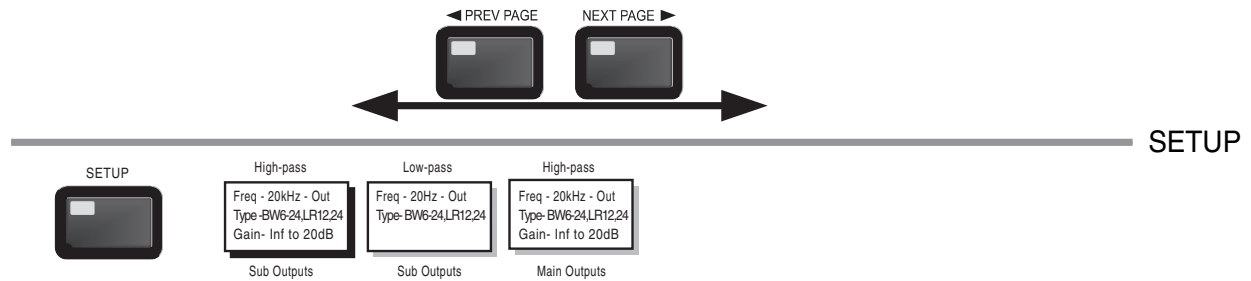 ◄ PREV PAGE
NEXT PAGE ►
SETUP
SETUP
High-pass
Freq - 20kHz - Out
Type -BW6-24,LR12,24
Gain- Inf to 20dB
Sub Outputs
Low-pass
Freq - 20Hz - Out
Type- BW6-24,LR12,24
Sub Outputs
High-pass
Freq - 20kHz - Out
Type- BW6-24,LR12,24
Gain- Inf to 20dB
Main Outputs